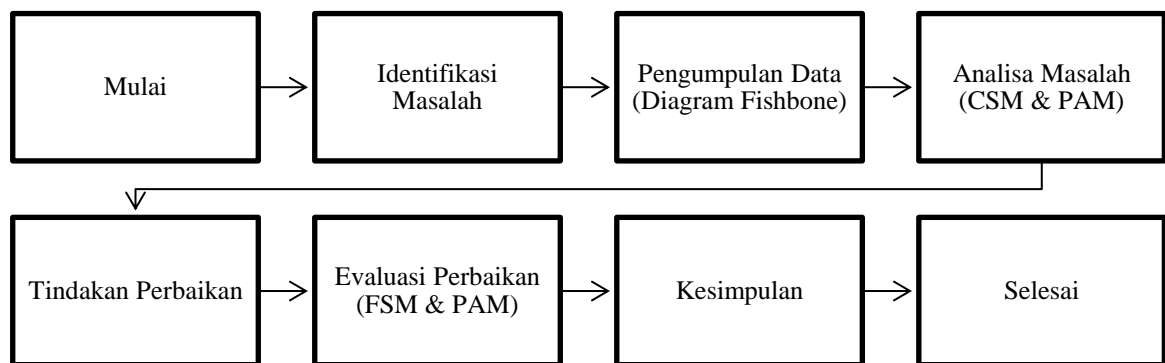 Mulai
Identifikasi
Masalah
Pengumpulan Data
(Diagram Fishbone)
Analisa Masalah
(CSM & PAM)
Tindakan Perbaikan
Evaluasi Perbaikan
(FSM & PAM)
Kesimpulan
Selesai